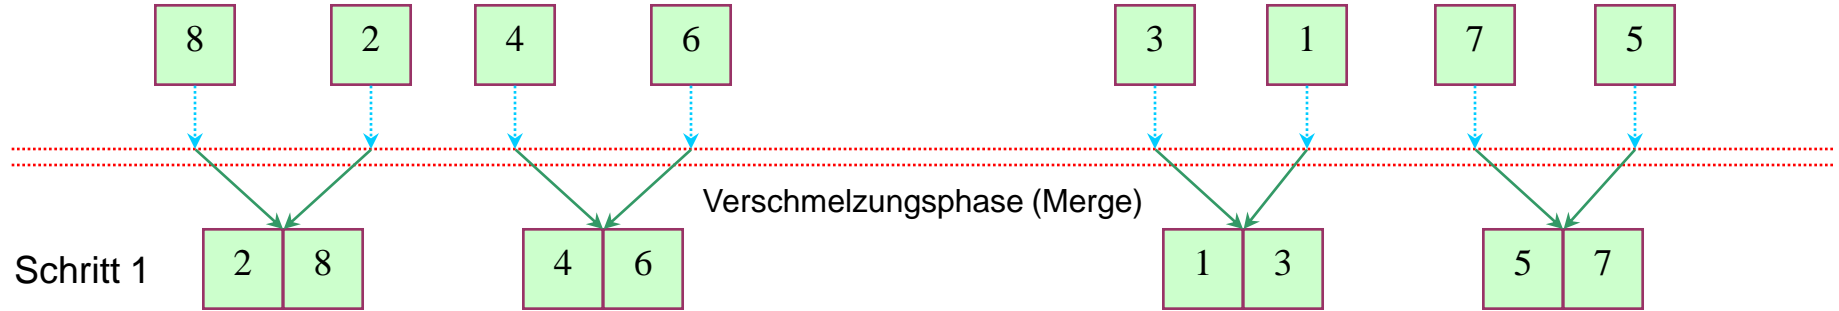 8 2 4 6 3 1 7 5
Verschmelzungsphase (Merge)
Schritt 1 2 8 4 6 1 3 5 7